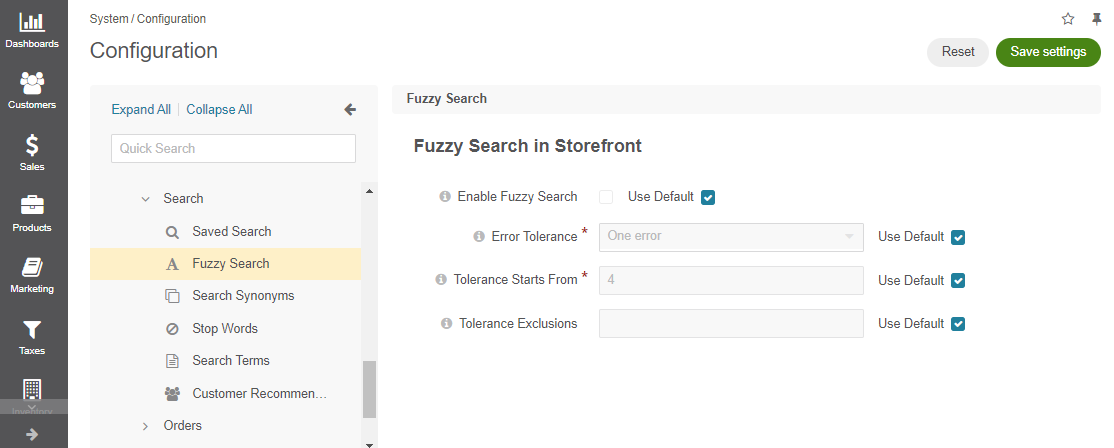 System / Configuration
Configuration
Reset
Save settings
Dashboards
Customers
Sales
Products
Marketing
Taxes
Inventory
Expand All | Collapse All
Quick Search
Search
Saved Search
Fuzzy Search
Search Synonyms
Stop Words
Search Terms
Customer Recommen...
Orders
Fuzzy Search
Fuzzy Search in Storefront
Enable Fuzzy Search Use Default
Error Tolerance * One error Use Default
Tolerance Starts From * 4 Use Default
Tolerance Exclusions Use Default